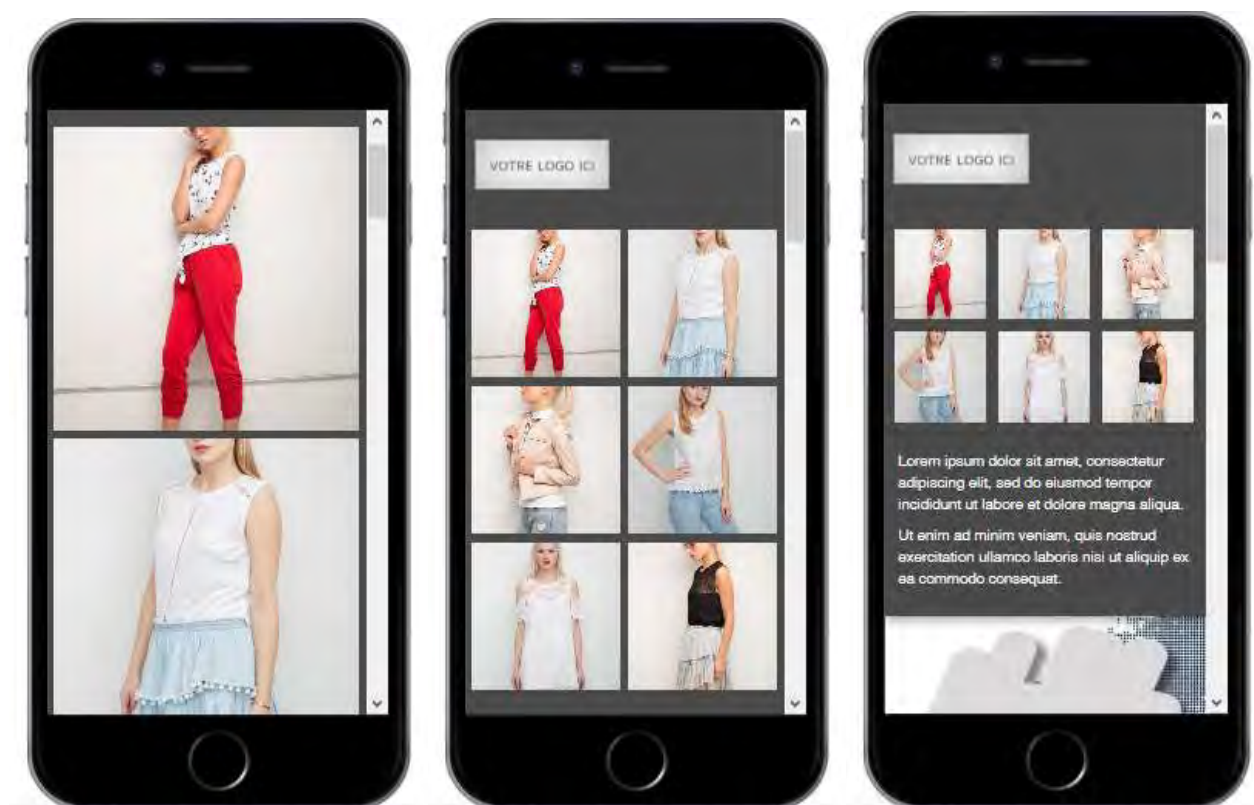 VOTRE LOGO ICI
VOTRE LOGO ICI
Lorem ipsum dolor sit amet, consectetur
adipiscing elit, sed do eiusmod tempor
incididunt ut labore et dolore magna aliqua.
Ut enim ad minim veniam, quis nostrud
exercitation ullamco laboris nisi ut aliquip ex
ea commodo consequat.